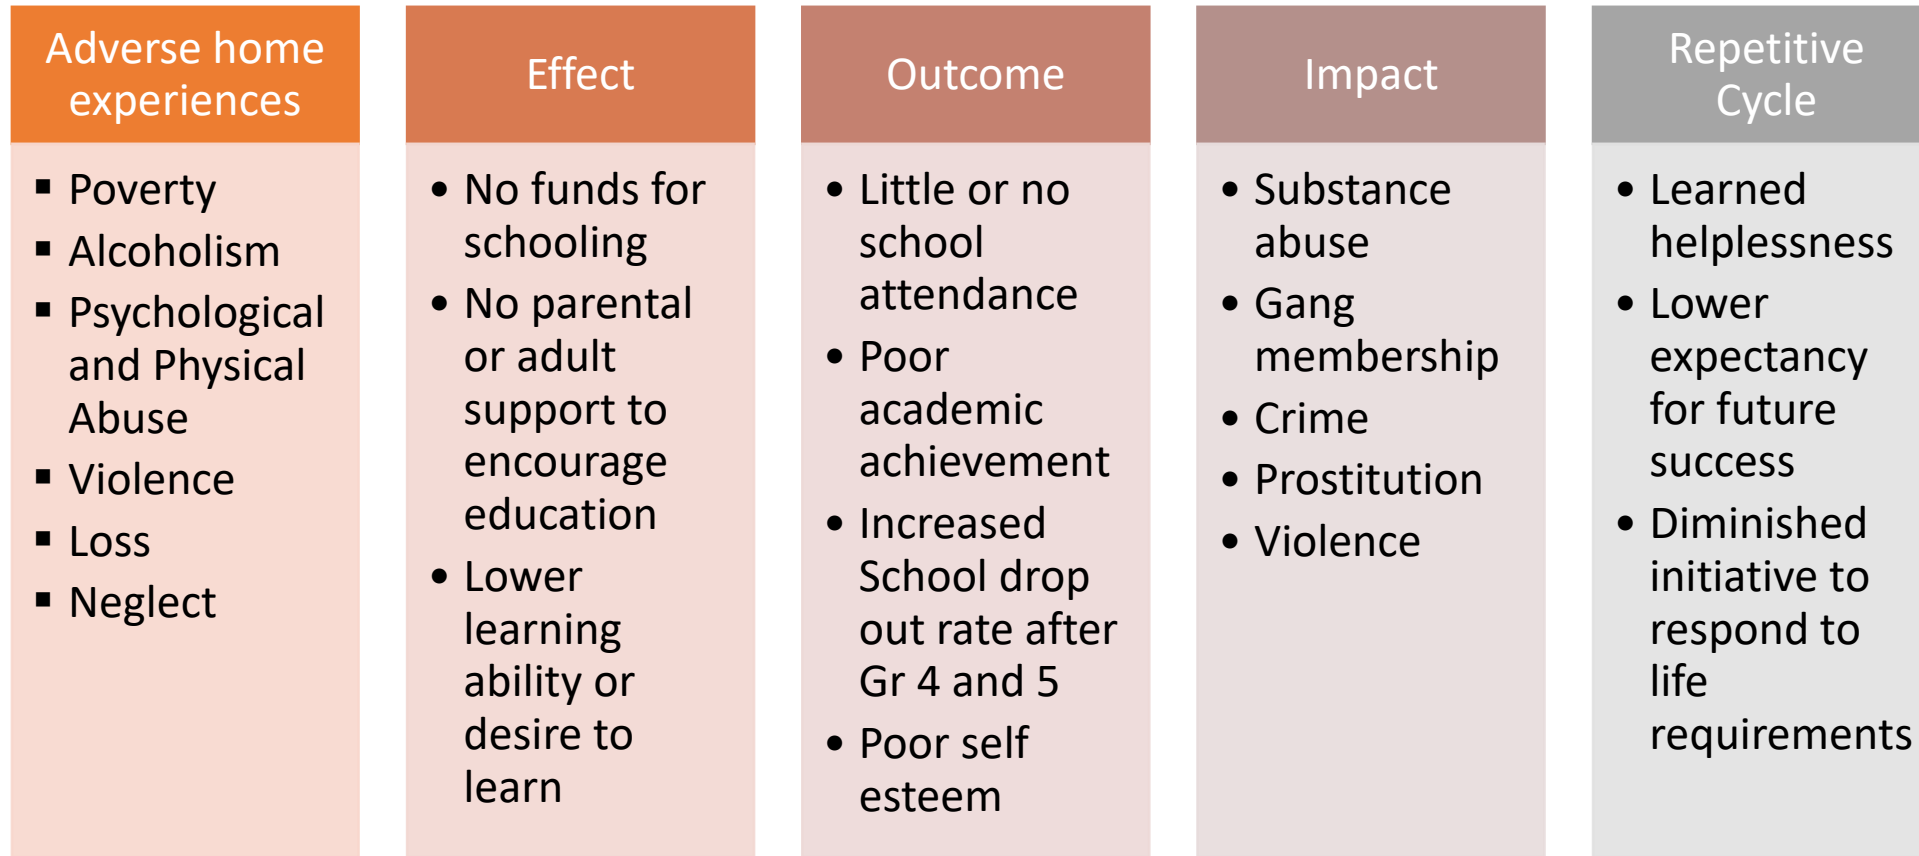 Adverse home
experiences
▪ Poverty
▪ Alcoholism
▪ Psychological
and Physical
Abuse
▪ Violence
▪ Loss
▪ Neglect
Effect
• No funds for
schooling
• No parental
or adult
support to
encourage
education
• Lower
learning
ability or
desire to
learn
Outcome
• Little or no
school
attendance
• Poor
academic
achievement
• Increased
School drop
out rate after
Gr 4 and 5
• Poor self
esteem
Impact
• Substance
abuse
• Gang
membership
• Crime
• Prostitution
• Violence
Repetitive
Cycle
• Learned
helplessness
• Lower
expectancy
for future
success
• Diminished
initiative to
respond to
life
requirements